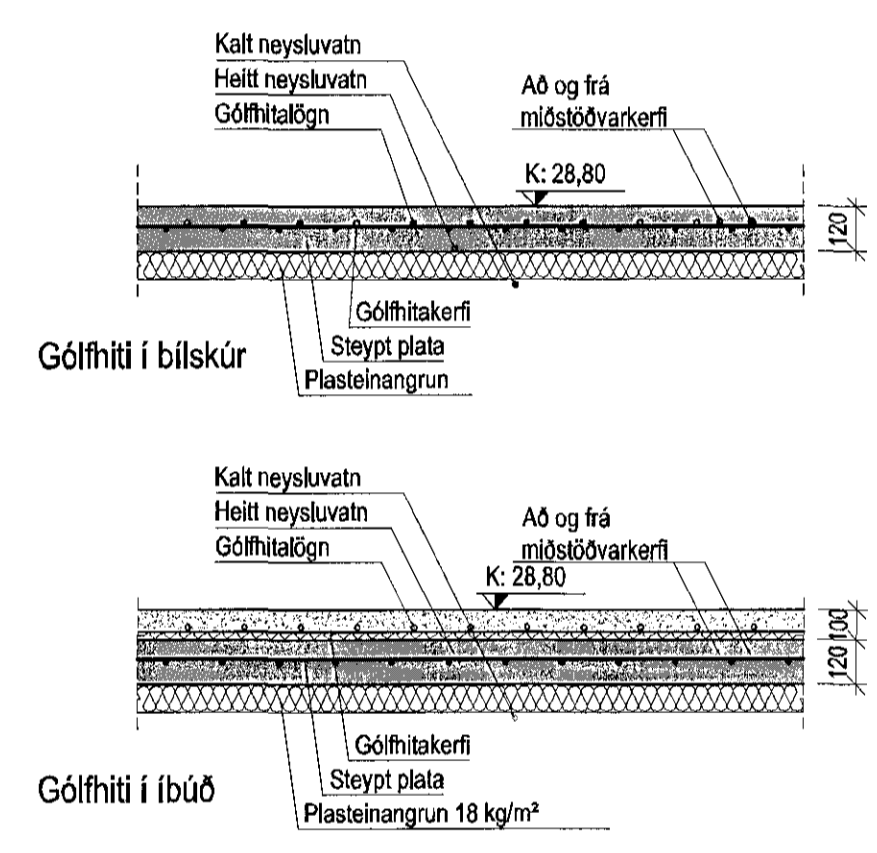 Kalt neysluvatn
Heitt neysluvatn
Gólfhitalögn
Að og frá
miðstöðvarkerfi
K: 28,80
120
Gólfhitakerfi
Steypt plata
Plasteinangrun
Gólfhiti í bílskúr
Kalt neysluvatn
Heitt neysluvatn
Gólfhitalögn
Að og frá
miðstöðvarkerfi
K: 28,80
100
120
Gólfhitakerfi
Steypt plata
Plasteinangrun 18 kg/m²
Gólfhiti í íbúð